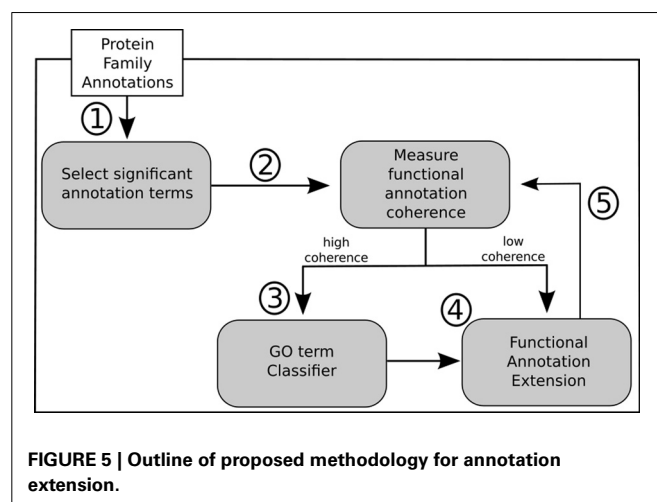 Protein
Family
Annotations
①
Select significant
annotation terms
②
Measure
functional
annotation
coherence
⑤
high
coherence
low
coherence
③
④
GO term
Classifier
Functional
Annotation
Extension
FIGURE 5 | Outline of proposed methodology for annotation
extension.